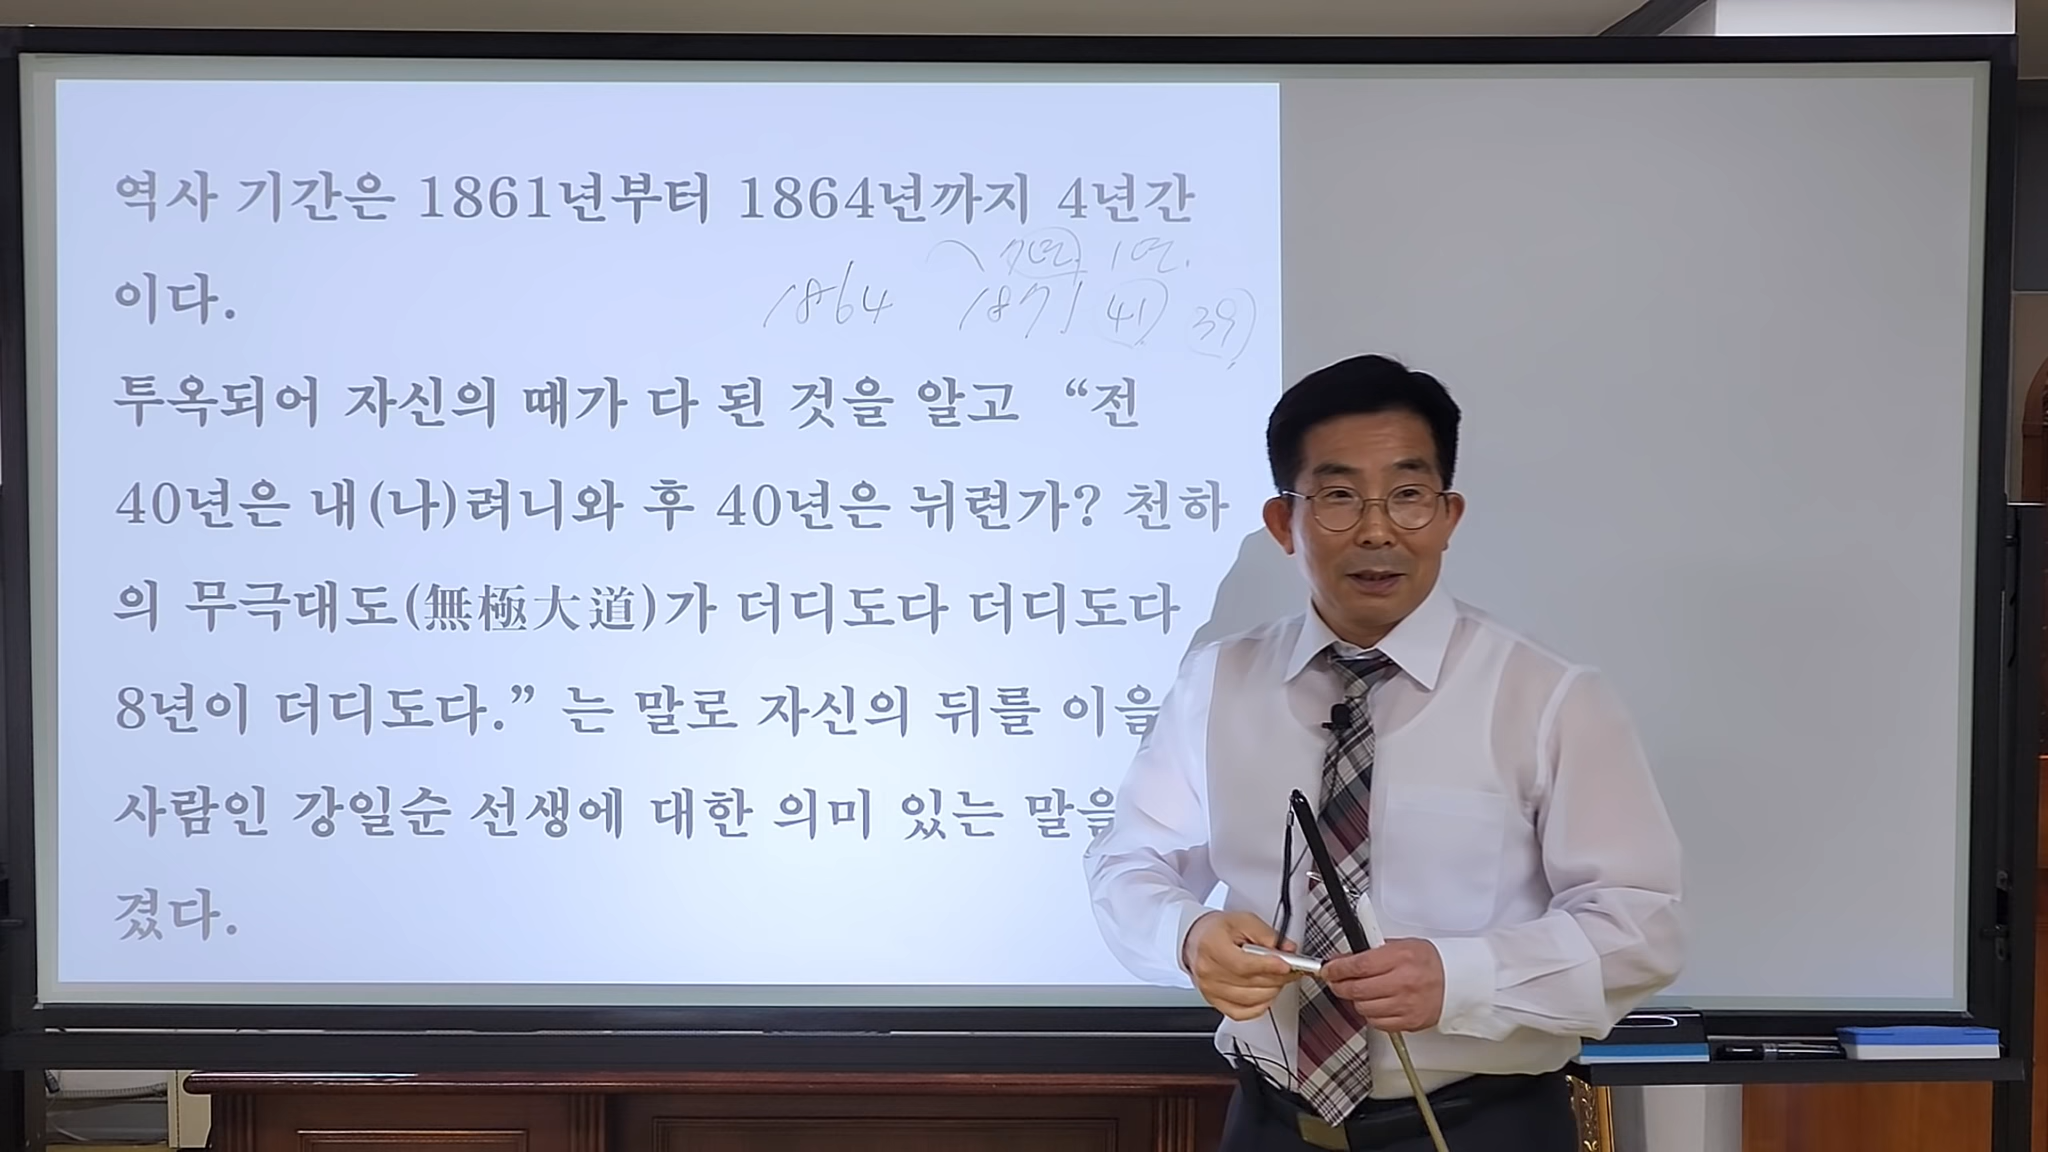 역사 기간은 1861년부터 1864년까지 4년간
이다.
7년. 1년.
1864 1871 41 39
투옥되어 자신의 때가 다 된 것을 알고 “전
40년은 내(나)려니와 후 40년은 뉘련가? 천하
의 무극대도(無極大道)가 더디도다 더디도다
8년이 더디도다.” 는 말로 자신의 뒤를 이을
사람인 강일순 선생에 대한 의미 있는 말을
겼다.